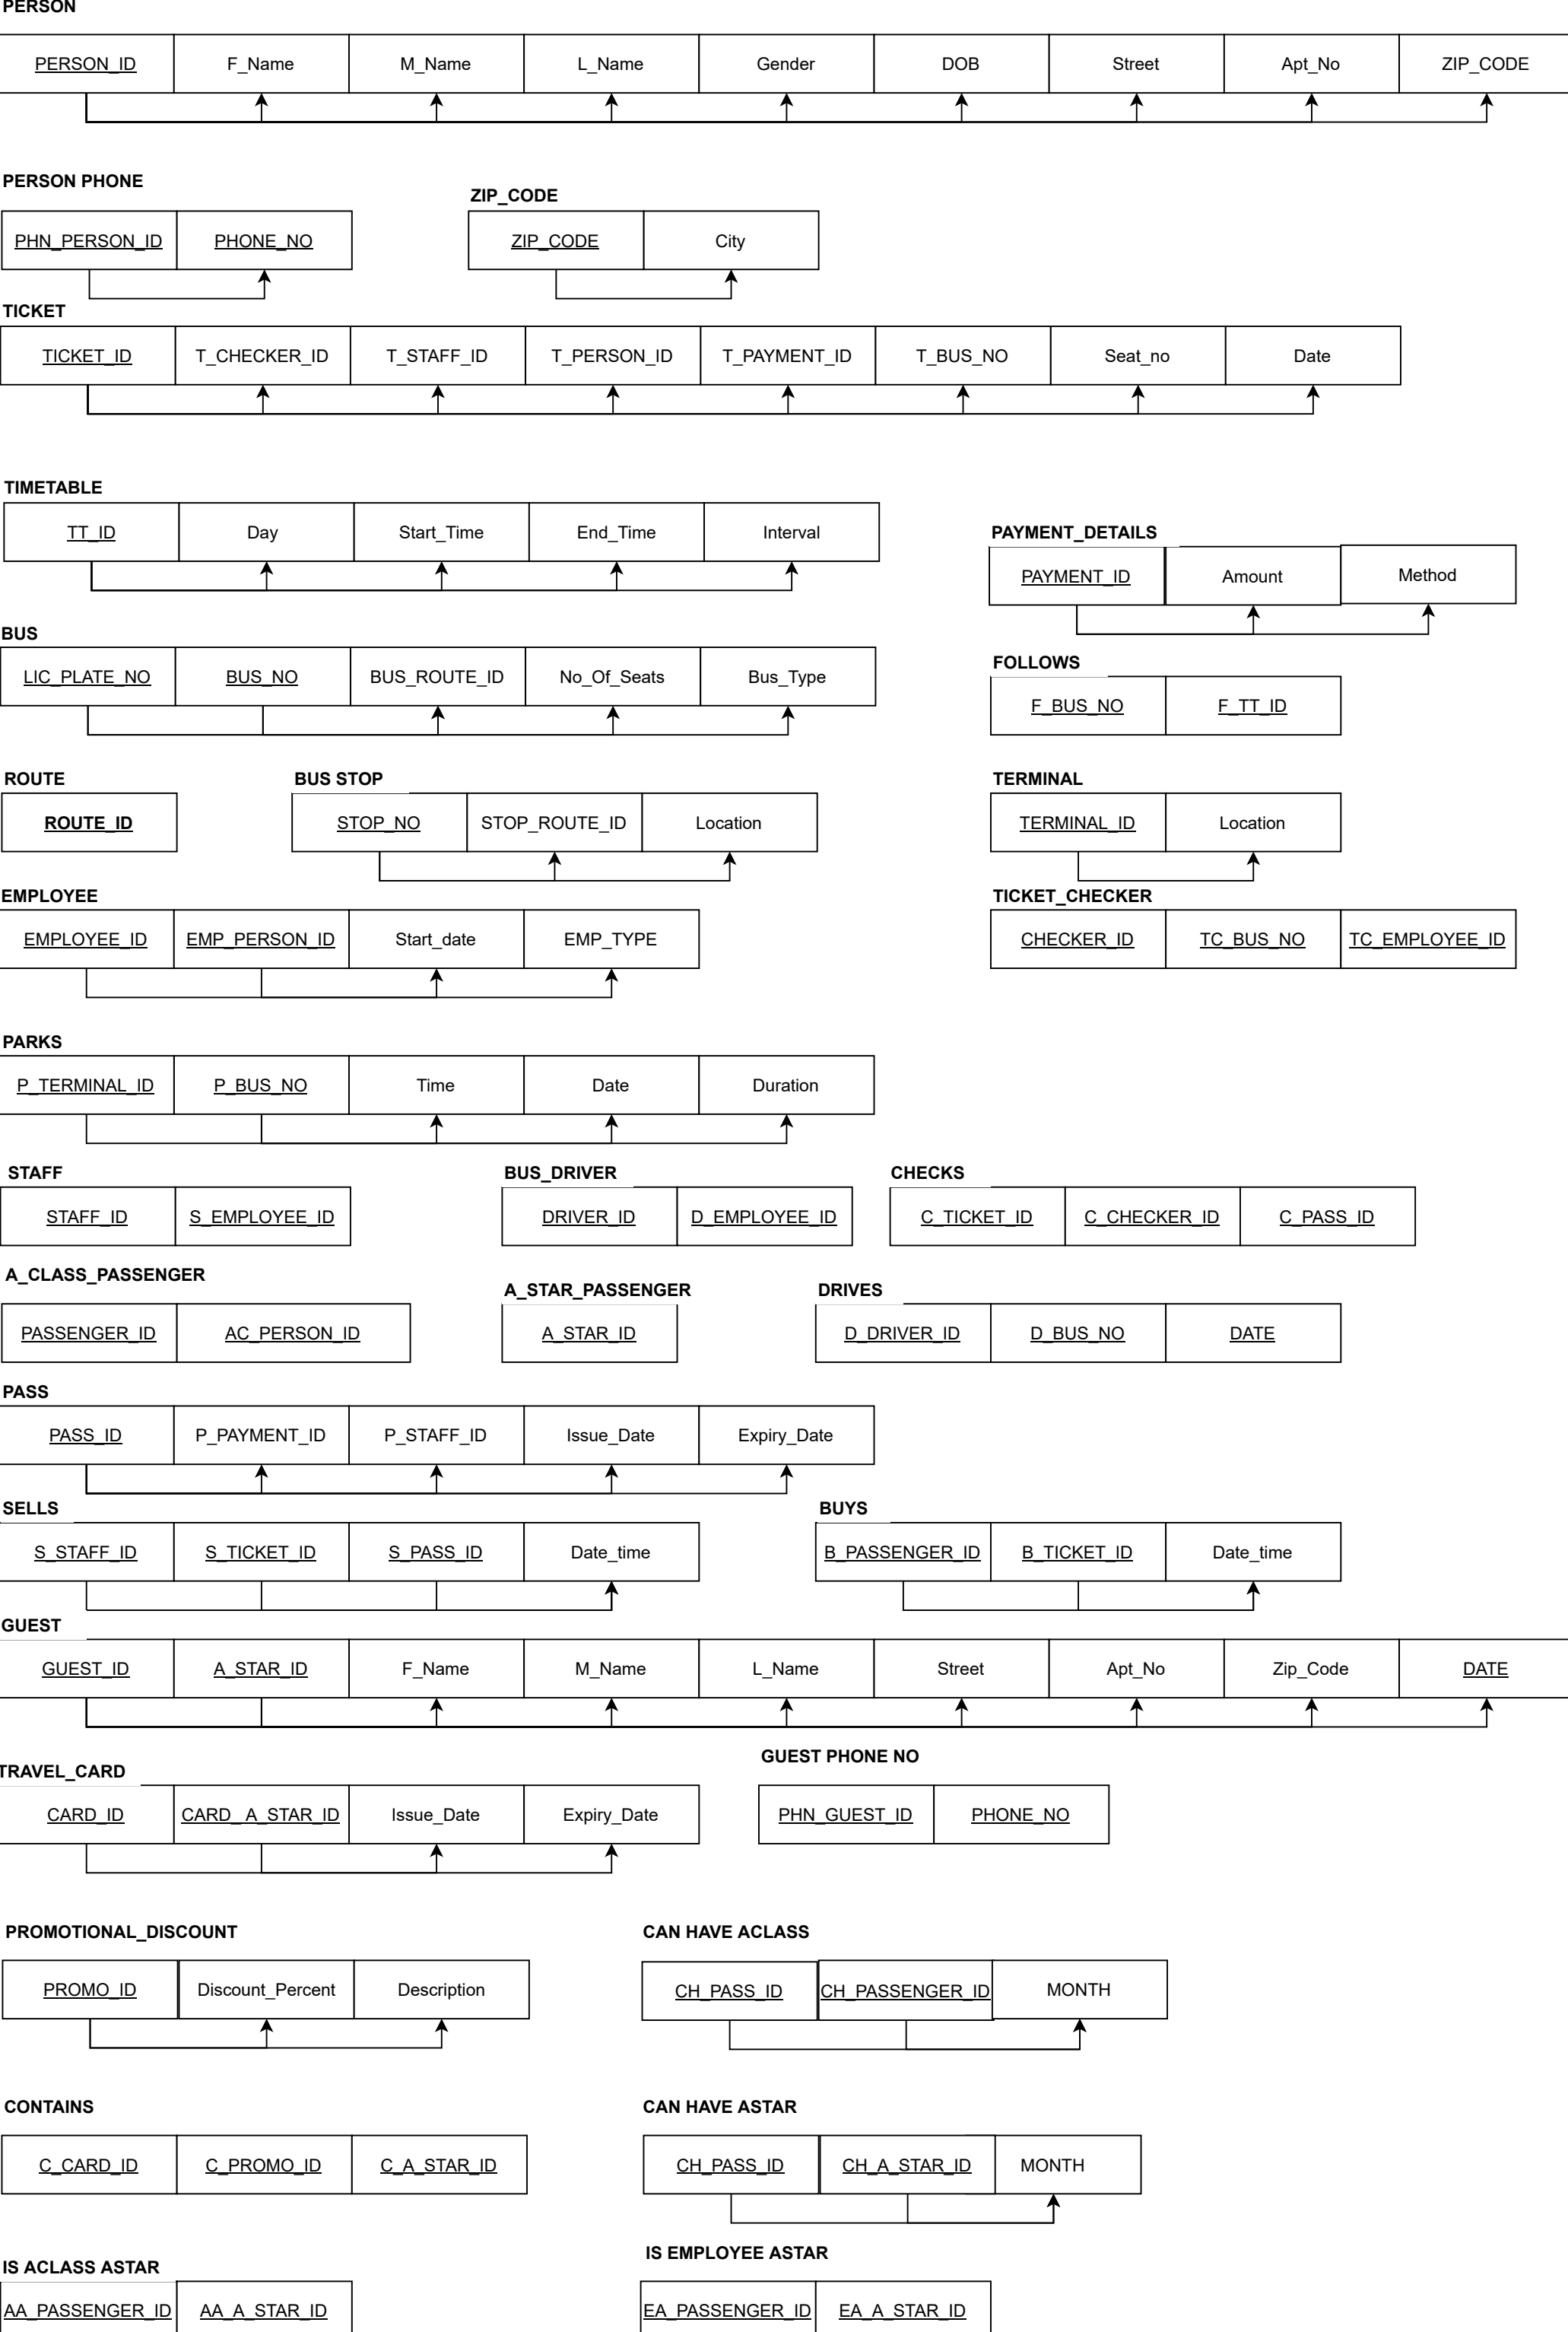 PERSON
PERSON_ID F_Name M_Name L_Name Gender DOB Street Apt_No ZIP_CODE
PERSON PHONE
ZIP_CODE
PHN_PERSON_ID PHONE_NO
ZIP_CODE City
TICKET
TICKET_ID T_CHECKER_ID T_STAFF_ID T_PERSON_ID T_PAYMENT_ID T_BUS_NO Seat_no Date
TIMETABLE
TT_ID Day Start_Time End_Time Interval
PAYMENT_DETAILS
PAYMENT_ID Amount Method
BUS
LIC_PLATE_NO BUS_NO BUS_ROUTE_ID No_Of_Seats Bus_Type
FOLLOWS
F_BUS_NO F_TT_ID
ROUTE
ROUTE_ID
BUS STOP
STOP_NO STOP_ROUTE_ID Location
TERMINAL
TERMINAL_ID Location
EMPLOYEE
EMPLOYEE_ID EMP_PERSON_ID Start_date EMP_TYPE
TICKET_CHECKER
CHECKER_ID TC_BUS_NO TC_EMPLOYEE_ID
PARKS
P_TERMINAL_ID P_BUS_NO Time Date Duration
STAFF
STAFF_ID S_EMPLOYEE_ID
BUS_DRIVER
DRIVER_ID D_EMPLOYEE_ID
CHECKS
C_TICKET_ID C_CHECKER_ID C_PASS_ID
A_CLASS_PASSENGER
PASSENGER_ID AC_PERSON_ID
A_STAR_PASSENGER
A_STAR_ID
DRIVES
D_DRIVER_ID D_BUS_NO DATE
PASS
PASS_ID P_PAYMENT_ID P_STAFF_ID Issue_Date Expiry_Date
SELLS
S_STAFF_ID S_TICKET_ID S_PASS_ID Date_time
BUYS
B_PASSENGER_ID B_TICKET_ID Date_time
GUEST
GUEST_ID A_STAR_ID F_Name M_Name L_Name Street Apt_No Zip_Code DATE
TRAVEL_CARD
CARD_ID CARD_ A_STAR_ID Issue_Date Expiry_Date
GUEST PHONE NO
PHN_GUEST_ID PHONE_NO
PROMOTIONAL_DISCOUNT
PROMO_ID Discount_Percent Description
CAN HAVE ACLASS
CH_PASS_ID CH_PASSENGER_ID MONTH
CONTAINS
C_CARD_ID C_PROMO_ID C_A_STAR_ID
CAN HAVE ASTAR
CH_PASS_ID CH_A_STAR_ID MONTH
IS ACLASS ASTAR
AA_PASSENGER_ID AA_A_STAR_ID
IS EMPLOYEE ASTAR
EA_PASSENGER_ID EA_A_STAR_ID